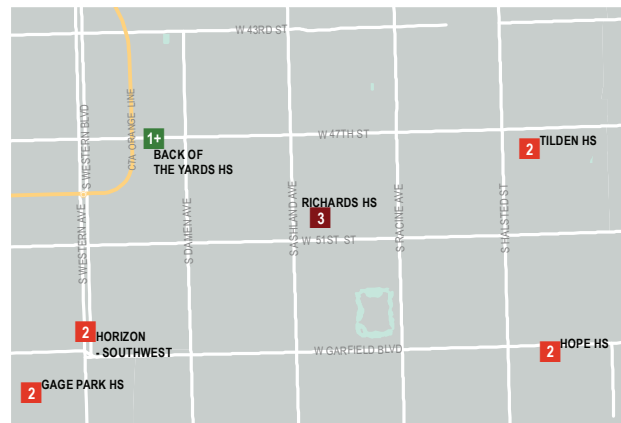 W 43RD ST
CTA ORANGE LINE
S WESTERN BLVD
1+
W 47TH ST
BACK OF
THE YARDS HS
2
TILDEN HS
S WESTERN AVE
S DAMEN AVE
S ASHLAND AVE
RICHARDS HS
3
S RACINE AVE
S HALSTED ST
W 51ST ST
2
HORIZON
- SOUTHWEST
W GARFIELD BLVD
2
HOPE HS
2
GAGE PARK HS